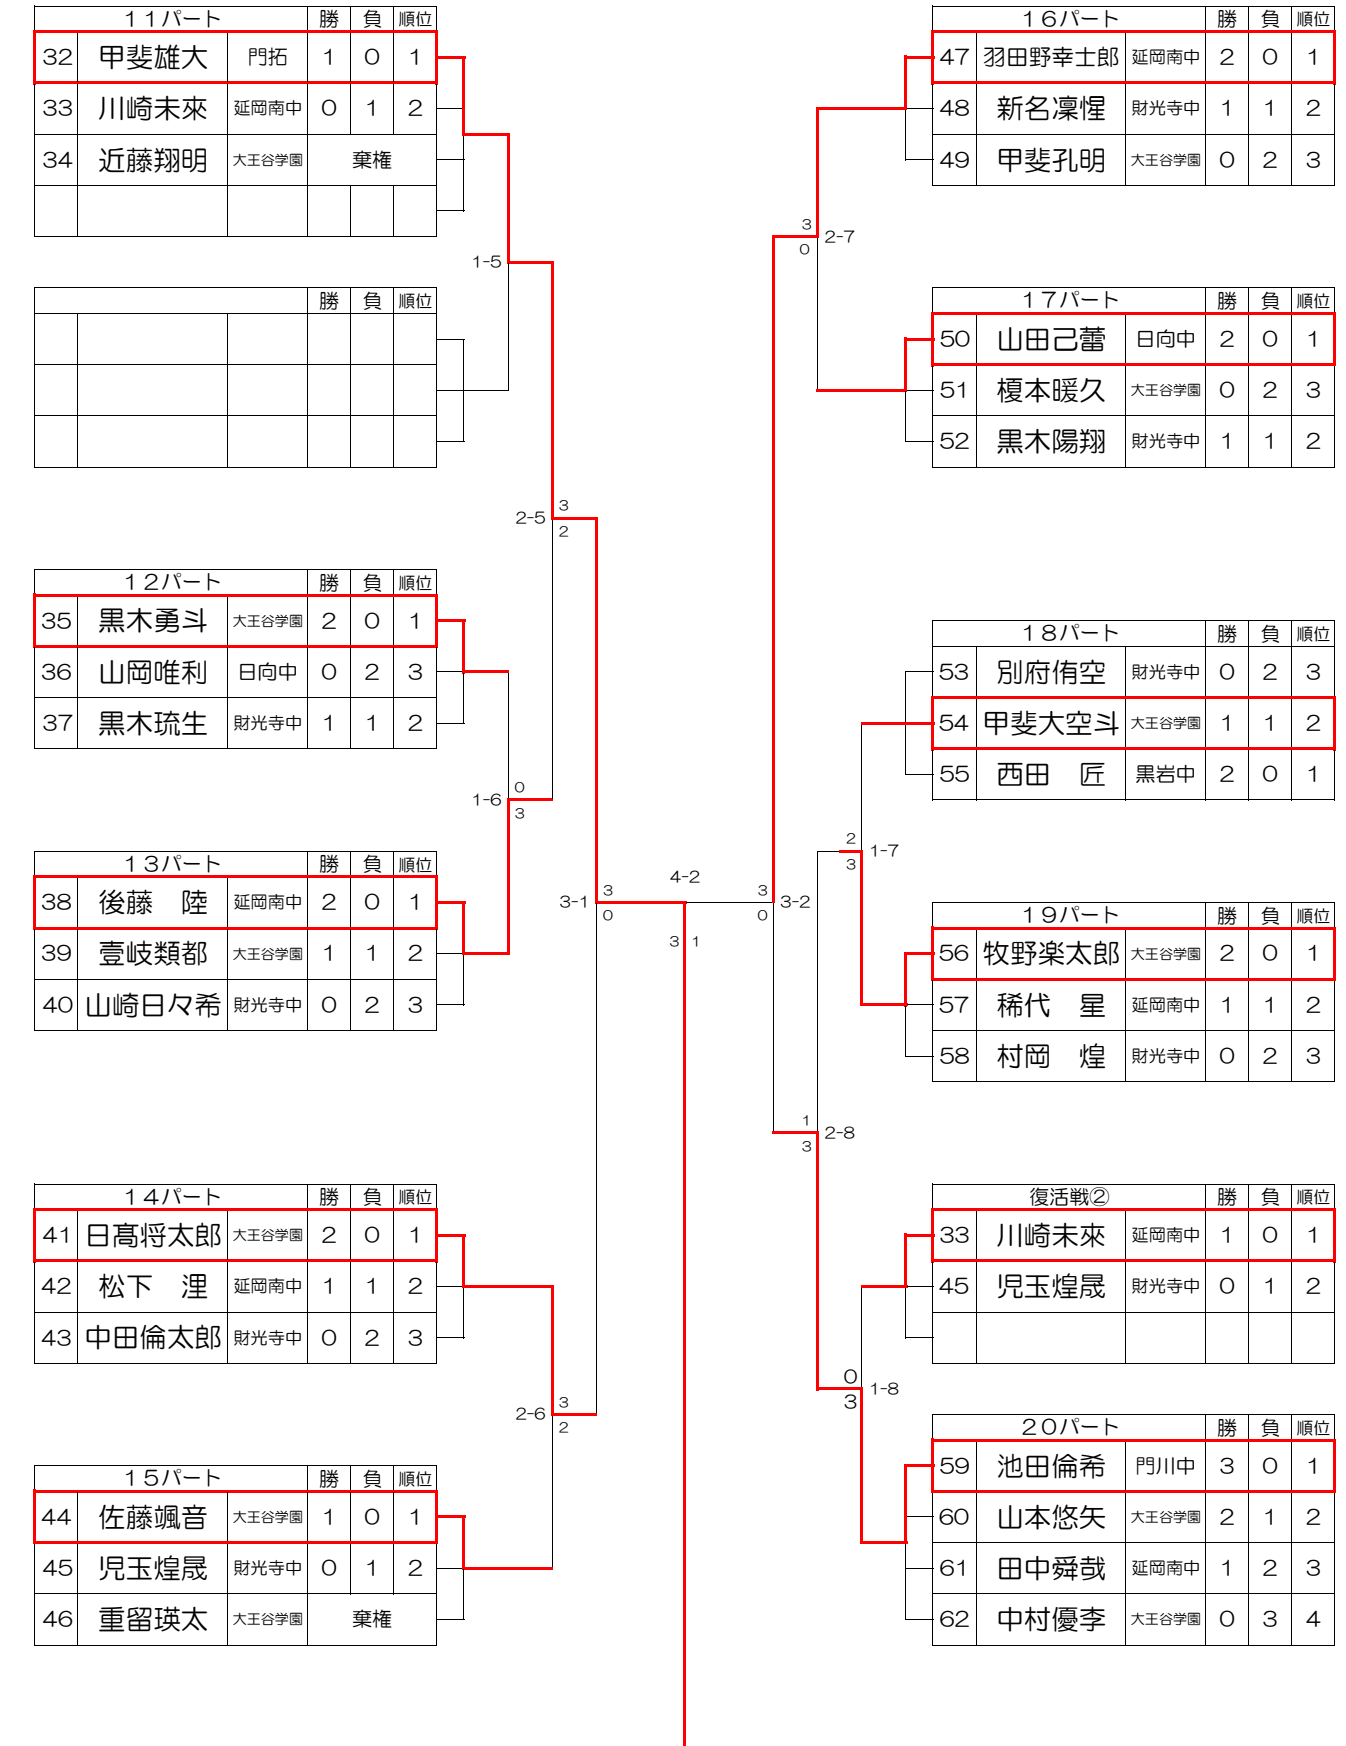 １１パート 勝 負 順位
32 甲斐雄大 門拓 1 0 1
33 川崎未來 延岡南中 0 1 2
34 近藤翔明 大王谷学園 棄権
1-5
勝 負 順位
2-5 3 2
１２パート 勝 負 順位
35 黒木勇斗 大王谷学園 2 0 1
36 山岡唯利 日向中 0 2 3
37 黒木琉生 財光寺中 1 1 2
1-6 0 3
１３パート 勝 負 順位
38 後藤　陸 延岡南中 2 0 1
39 壹岐類都 大王谷学園 1 1 2
40 山崎日々希 財光寺中 0 2 3
3-1 3 0
１４パート 勝 負 順位
41 日髙将太郎 大王谷学園 2 0 1
42 松下　浬 延岡南中 1 1 2
43 中田倫太郎 財光寺中 0 2 3
2-6 3 2
１５パート 勝 負 順位
44 佐藤颯音 大王谷学園 1 0 1
45 児玉煌晟 財光寺中 0 1 2
46 重留瑛太 大王谷学園 棄権
4-2
3 1
１６パート 勝 負 順位
47 羽田野幸士郎 延岡南中 2 0 1
48 新名凜惺 財光寺中 1 1 2
49 甲斐孔明 大王谷学園 0 2 3
3 0 2-7
１７パート 勝 負 順位
50 山田己蕾 日向中 2 0 1
51 榎本暖久 大王谷学園 0 2 3
52 黒木陽翔 財光寺中 1 1 2
１８パート 勝 負 順位
53 別府侑空 財光寺中 0 2 3
54 甲斐大空斗 大王谷学園 1 1 2
55 西田　匠 黒岩中 2 0 1
2 3 1-7
3 0 3-2
１９パート 勝 負 順位
56 牧野楽太郎 大王谷学園 2 0 1
57 稀代　星 延岡南中 1 1 2
58 村岡　煌 財光寺中 0 2 3
1 3 2-8
復活戦② 勝 負 順位
33 川崎未來 延岡南中 1 0 1
45 児玉煌晟 財光寺中 0 1 2
0 3 1-8
２０パート 勝 負 順位
59 池田倫希 門川中 3 0 1
60 山本悠矢 大王谷学園 2 1 2
61 田中舜哉 延岡南中 1 2 3
62 中村優李 大王谷学園 0 3 4